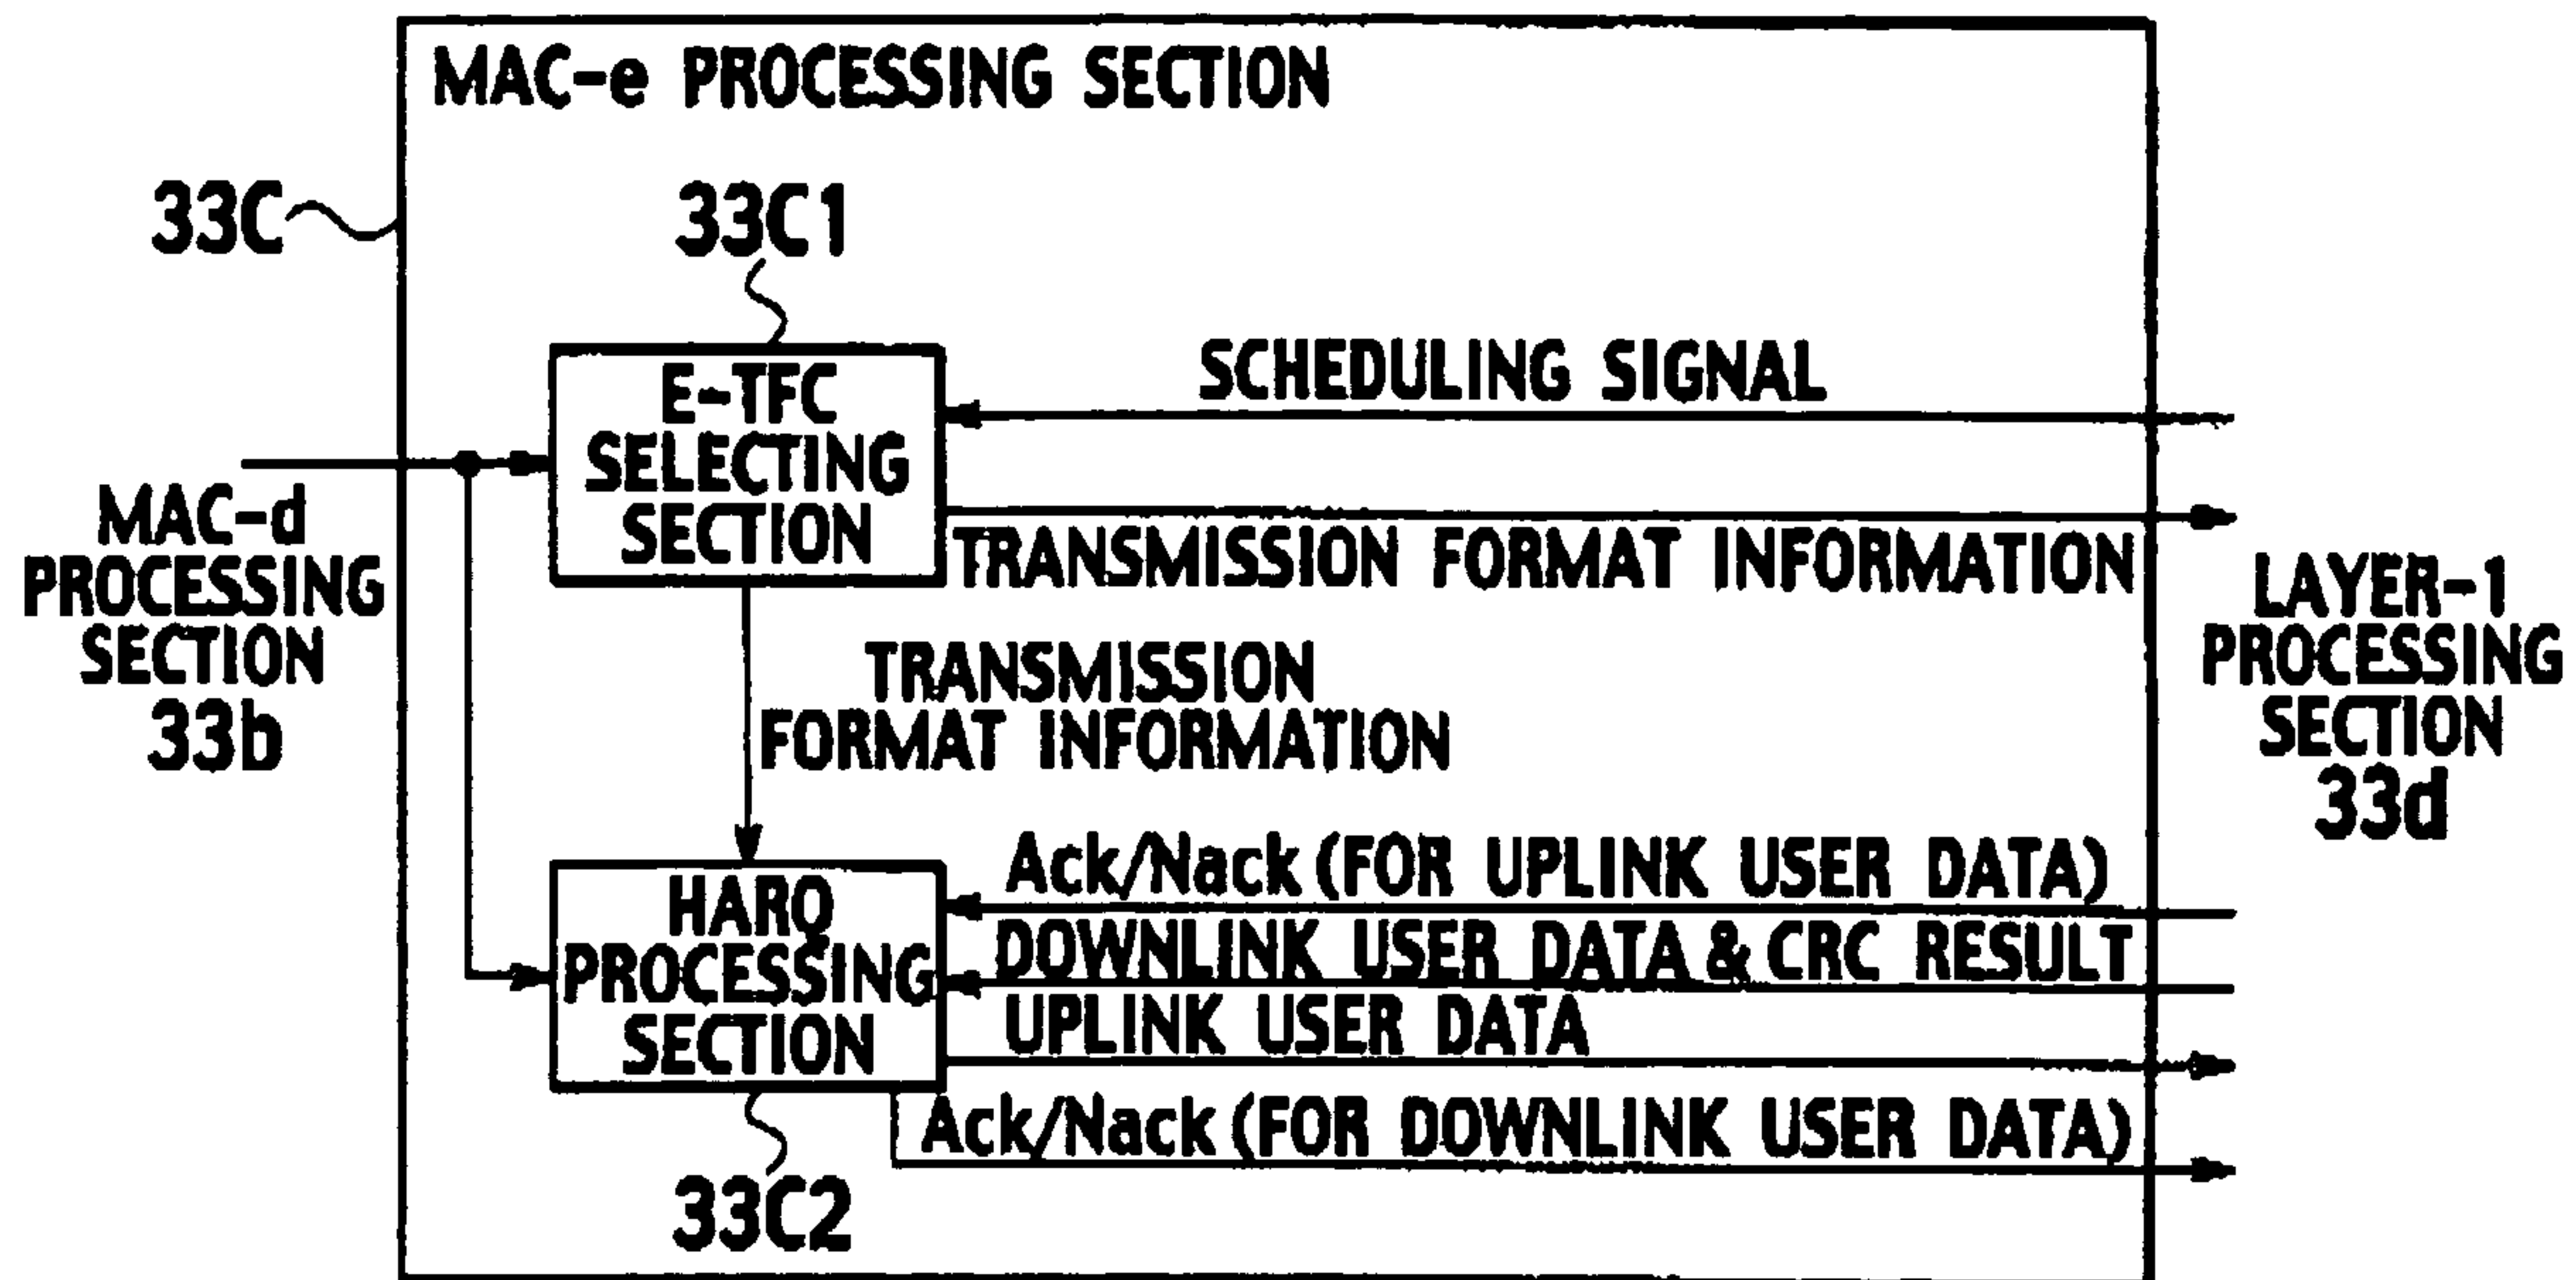 MAC-e PROCESSING SECTION
33C
33C1
E-TFC
SELECTING
SECTION
SCHEDULING SIGNAL
TRANSMISSION FORMAT INFORMATION
MAC-d
PROCESSING
SECTION
33b
TRANSMISSION
FORMAT INFORMATION
LAYER-1
PROCESSING
SECTION
33d
HARQ
PROCESSING
SECTION
Ack/Nack (FOR UPLINK USER DATA)
DOWNLINK USER DATA & CRC RESULT
UPLINK USER DATA
Ack/Nack (FOR DOWNLINK USER DATA)
33C2